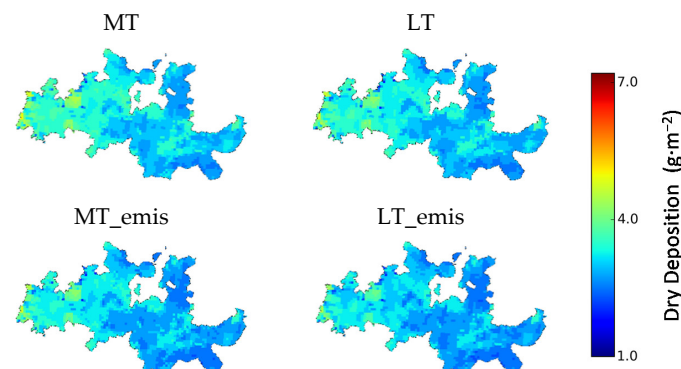 MT
LT
7.0
4.0
1.0
Dry Deposition (g·m⁻²)
MT_emis
LT_emis